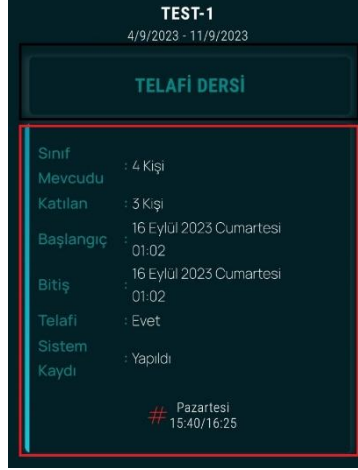 TEST-1
4/9/2023 - 11/9/2023
TELAFİ DERSİ
Sınıf
Mevcudu : 4 Kişi
Katılan : 3 Kişi
Başlangıç : 16 Eylül 2023 Cumartesi
01:02
Bitiş : 16 Eylül 2023 Cumartesi
01:02
Telafi : Evet
Sistem
Kaydı : Yapıldı
# Pazartesi
15:40/16:25